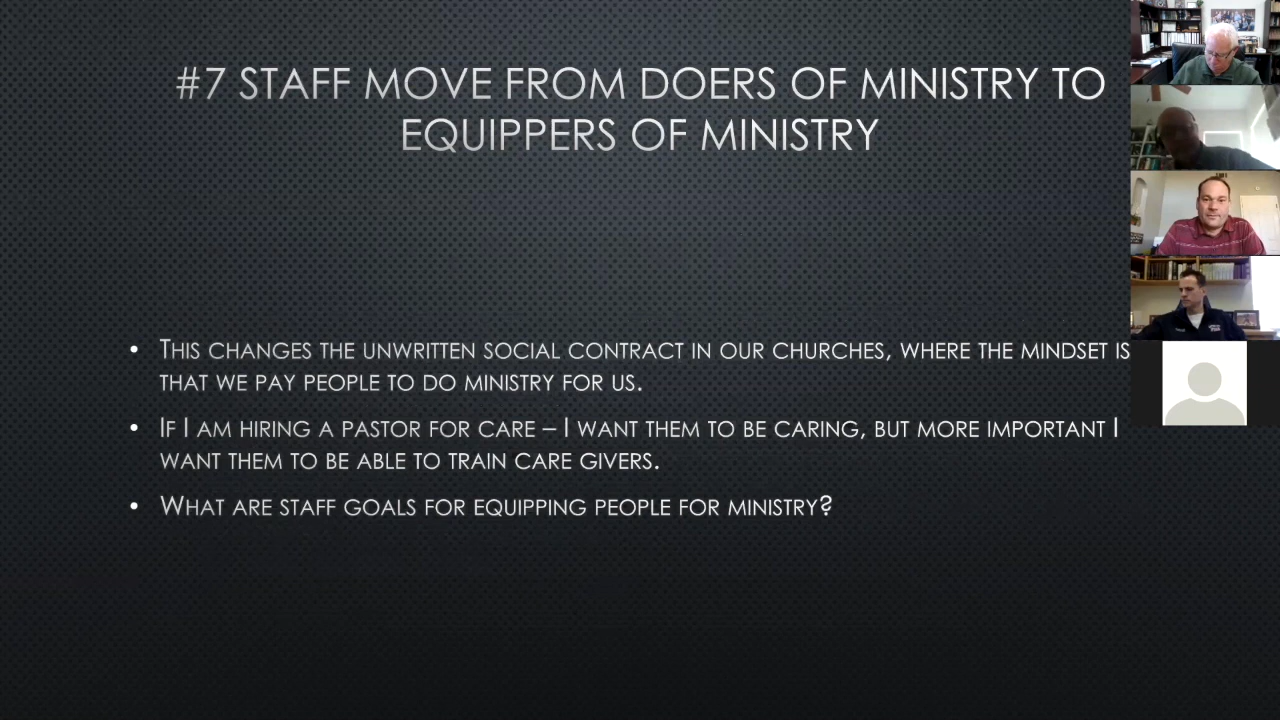 #7 STAFF MOVE FROM DOERS OF MINISTRY TO
EQUIPPERS OF MINISTRY
• THIS CHANGES THE UNWRITTEN SOCIAL CONTRACT IN OUR CHURCHES, WHERE THE MINDSET IS
THAT WE PAY PEOPLE TO DO MINISTRY FOR US.
• IF I AM HIRING A PASTOR FOR CARE – I WANT THEM TO BE CARING, BUT MORE IMPORTANT I
WANT THEM TO BE ABLE TO TRAIN CARE GIVERS.
• WHAT ARE STAFF GOALS FOR EQUIPPING PEOPLE FOR MINISTRY?